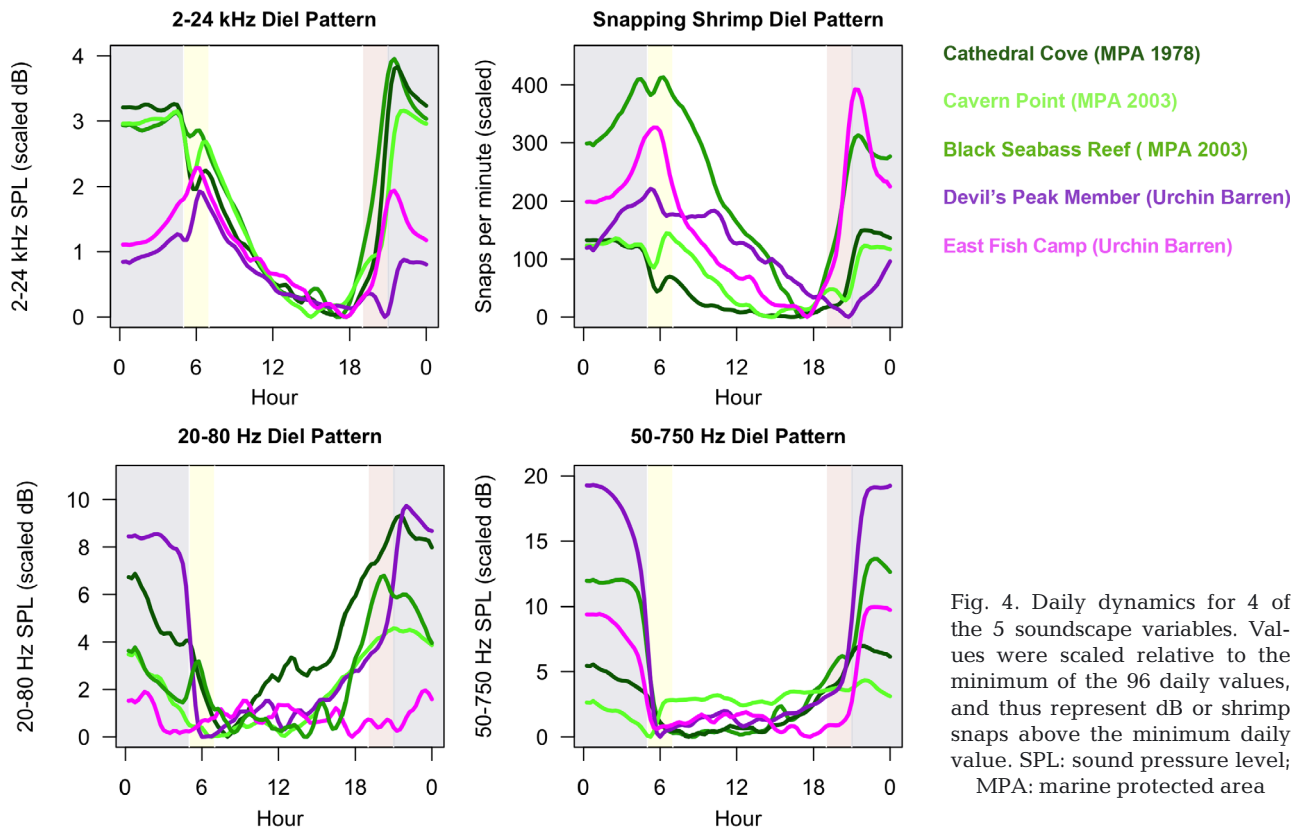 2-24 kHz Diel Pattern
2-24 kHz SPL (scaled dB)
4
3
2
1
0
0 6 12 18 0
Hour
Snapping Shrimp Diel Pattern
Snaps per minute (scaled)
400
300
200
100
0
0 6 12 18 0
Hour
Cathedral Cove (MPA 1978)
Cavern Point (MPA 2003)
Black Seabass Reef ( MPA 2003)
Devil's Peak Member (Urchin Barren)
East Fish Camp (Urchin Barren)
20-80 Hz Diel Pattern
20-80 Hz SPL (scaled dB)
10
8
6
4
2
0
0 6 12 18 0
Hour
50-750 Hz Diel Pattern
50-750 Hz SPL (scaled dB)
20
15
10
5
0
0 6 12 18 0
Hour
Fig. 4. Daily dynamics for 4 of
the 5 soundscape variables. Val-
ues were scaled relative to the
minimum of the 96 daily values,
and thus represent dB or shrimp
snaps above the minimum daily
value. SPL: sound pressure level;
MPA: marine protected area